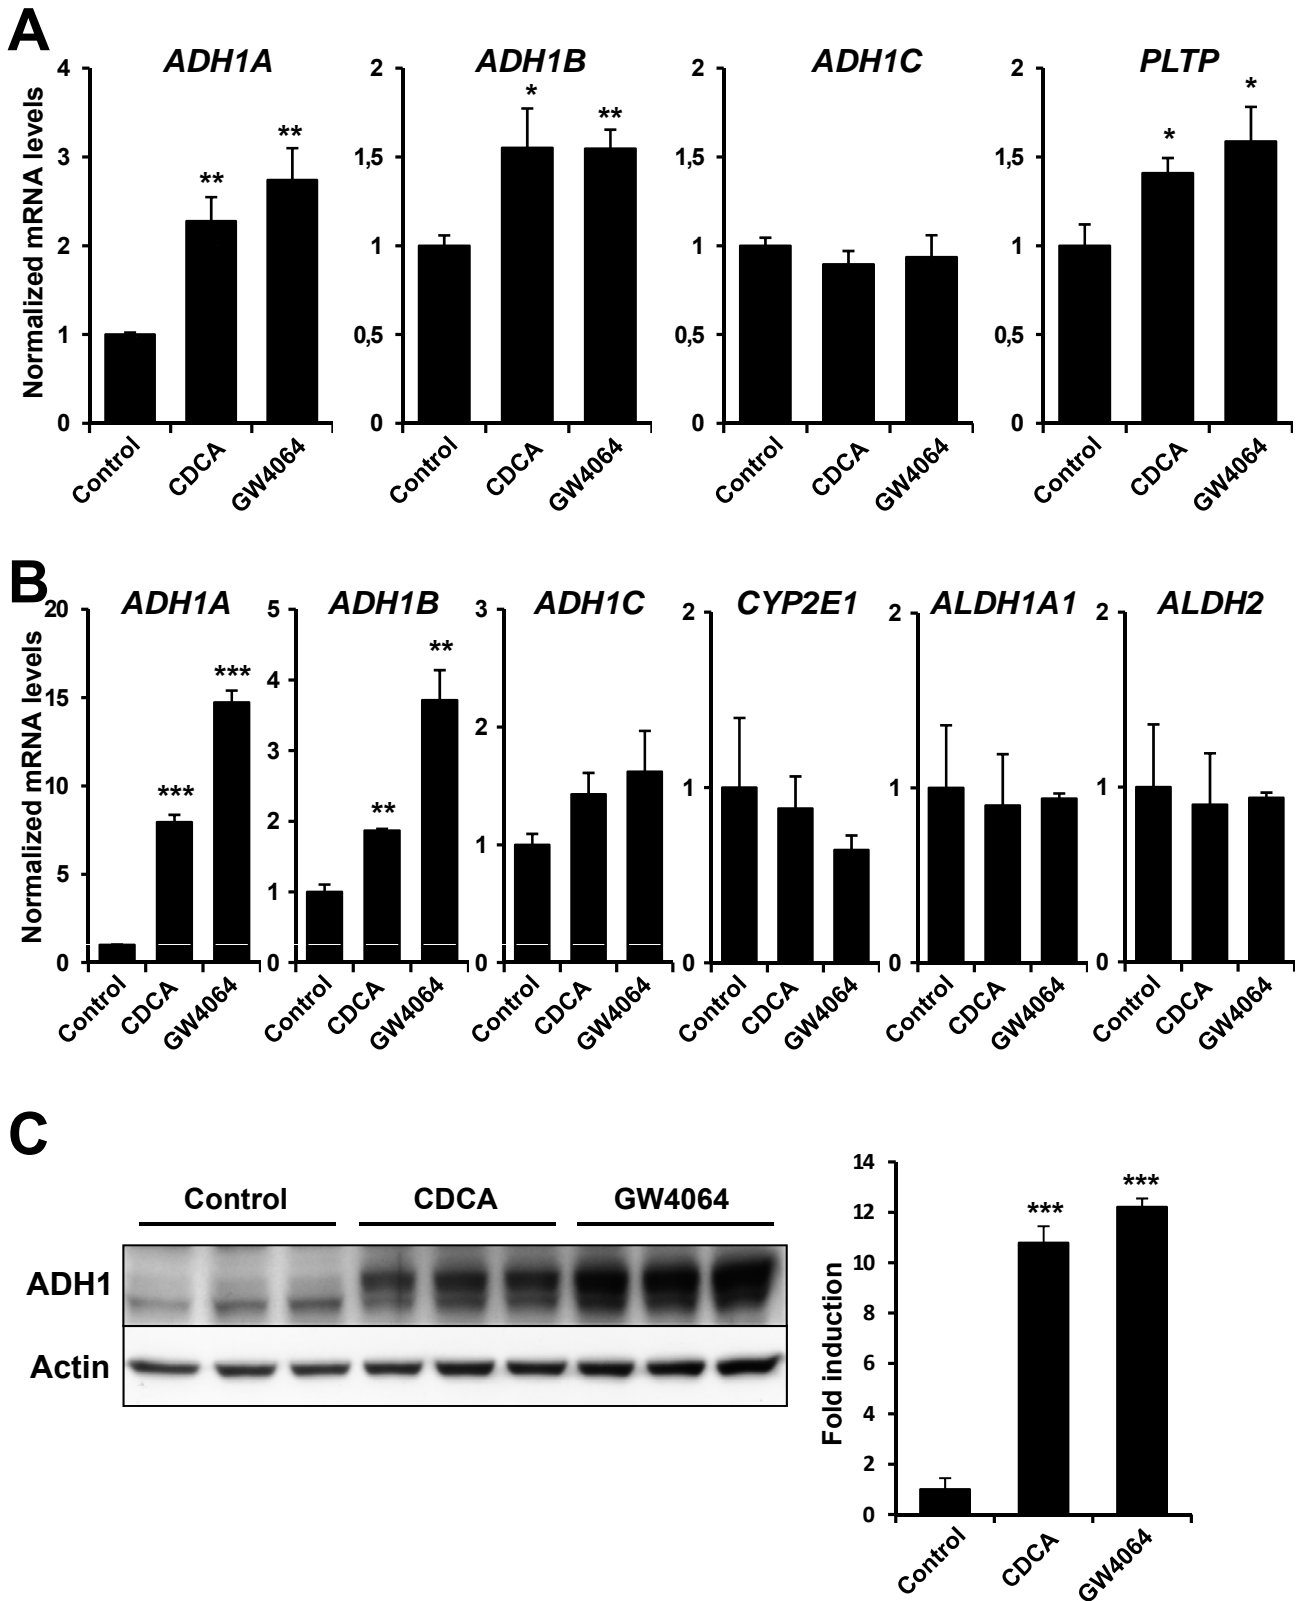 A
ADH1A ADH1B ADH1C PLTP
Normalized mRNA levels
4 3 2 1 0
** **
Control CDCA GW4064
2 1,5 1 0,5 0
* **
Control CDCA GW4064
2 1,5 1 0,5 0
Control CDCA GW4064
2 1,5 1 0,5 0
* *
Control CDCA GW4064
B
ADH1A ADH1B ADH1C CYP2E1 ALDH1A1 ALDH2
Normalized mRNA levels
20 15 10 5 0
*** ***
Control CDCA GW4064
5 4 3 2 1 0
** **
Control CDCA GW4064
3 2 1 0
Control CDCA GW4064
2 1 0
Control CDCA GW4064
2 1 0
Control CDCA GW4064
2 1 0
Control CDCA GW4064
C
Control CDCA GW4064
ADH1
Actin
Fold induction
14 12 10 8 6 4 2 0
*** ***
Control CDCA GW4064